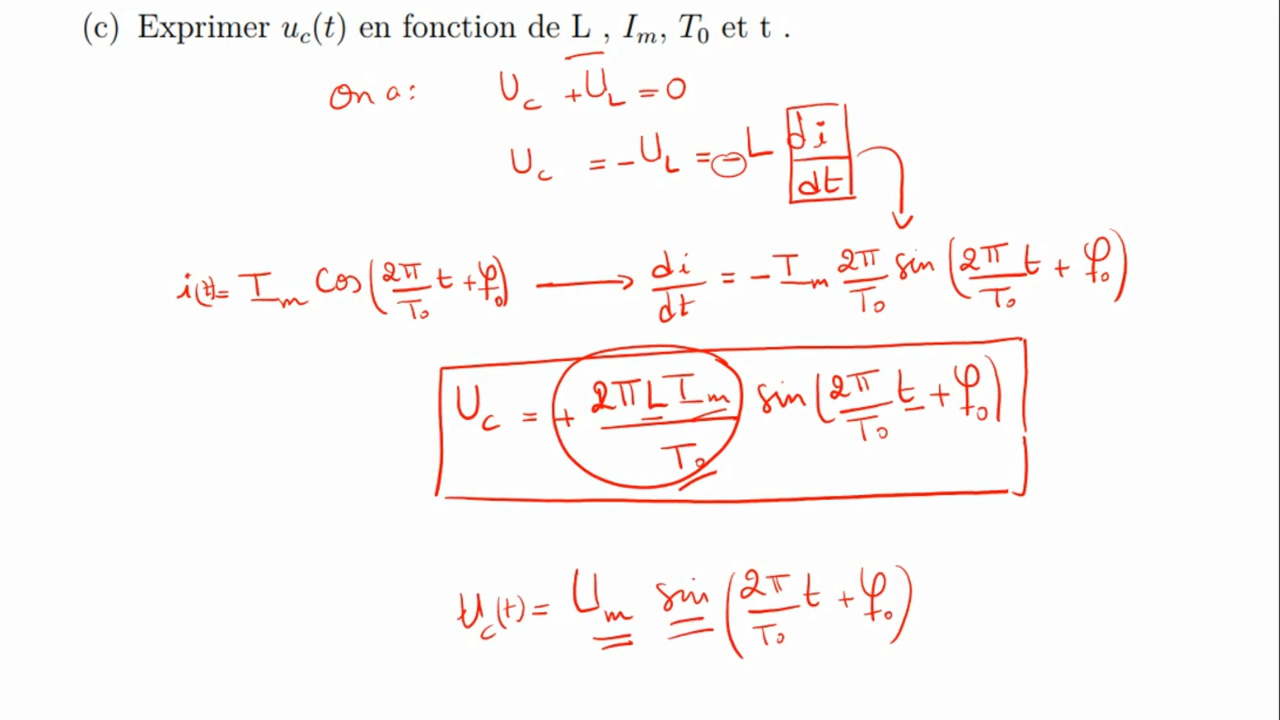 (c) Exprimer u_c(t) en fonction de L , I_m, T_0 et t .
On a: U_c + U_L = 0
U_c = - U_L = - L di/dt
i(t) = I_m cos(2π/T_0 t + φ_0) ⟶ di/dt = - I_m 2π/T_0 sin(2π/T_0 t + φ_0)
U_c = + 2π L I_m / T_0 sin(2π/T_0 t + φ_0)
u_c(t) = U_m sin(2π/T_0 t + φ_0)